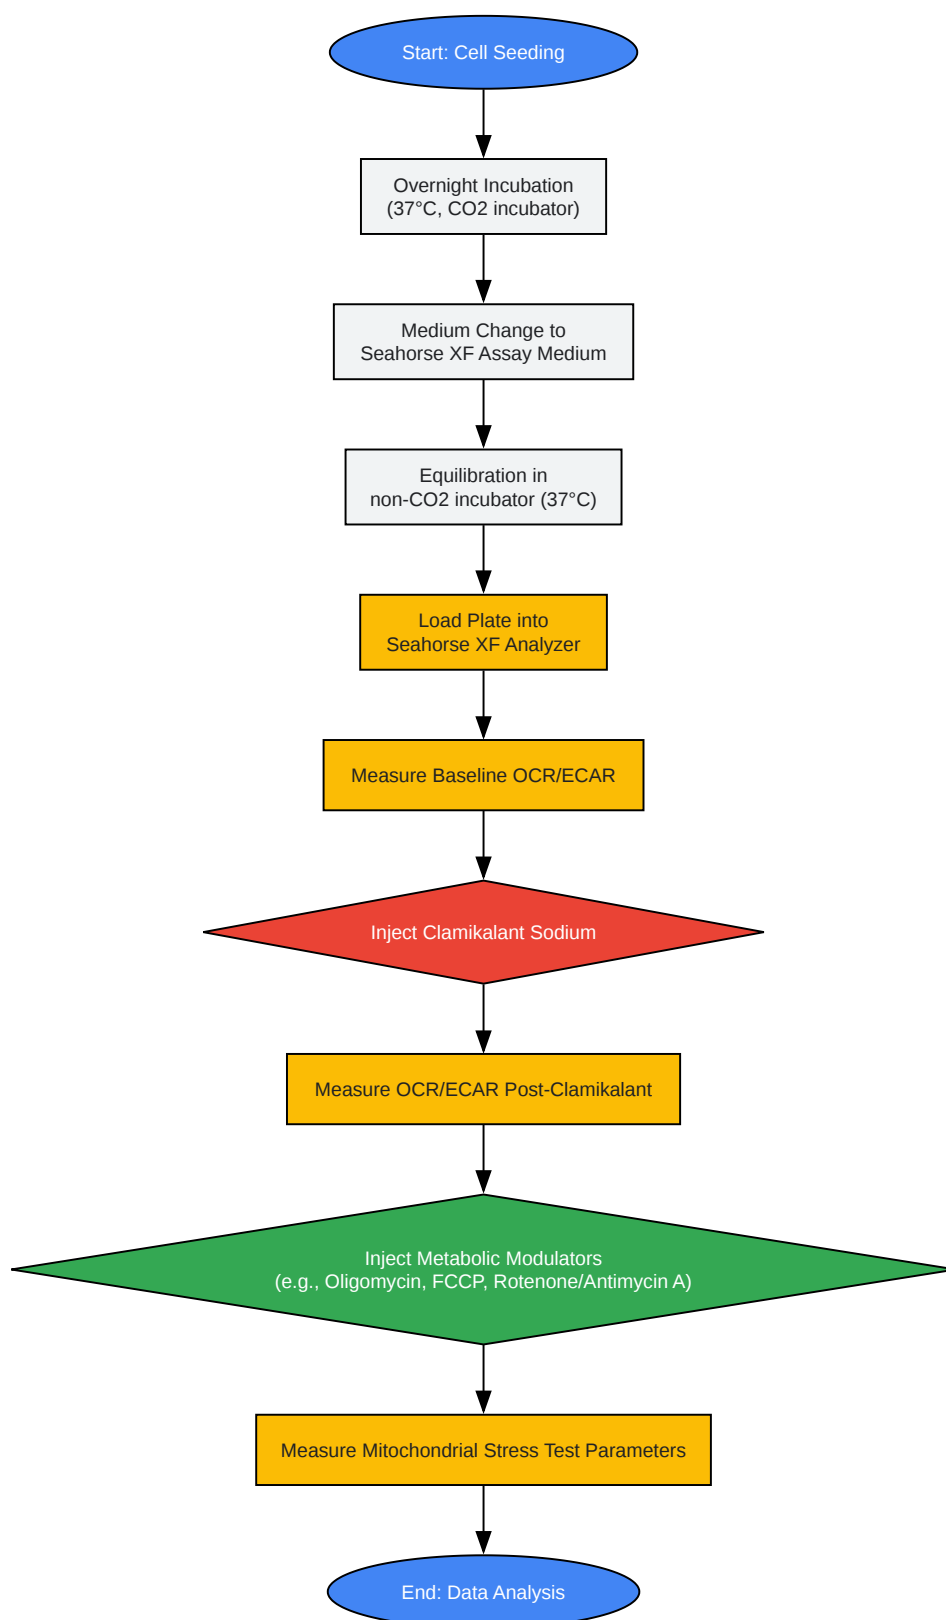 Start: Cell Seeding
Overnight Incubation
(37°C, CO2 incubator)
Medium Change to
Seahorse XF Assay Medium
Equilibration in
non-CO2 incubator (37°C)
Load Plate into
Seahorse XF Analyzer
Measure Baseline OCR/ECAR
Inject Clamikalant Sodium
Measure OCR/ECAR Post-Clamikalant
Inject Metabolic Modulators
(e.g., Oligomycin, FCCP, Rotenone/Antimycin A)
Measure Mitochondrial Stress Test Parameters
End: Data Analysis